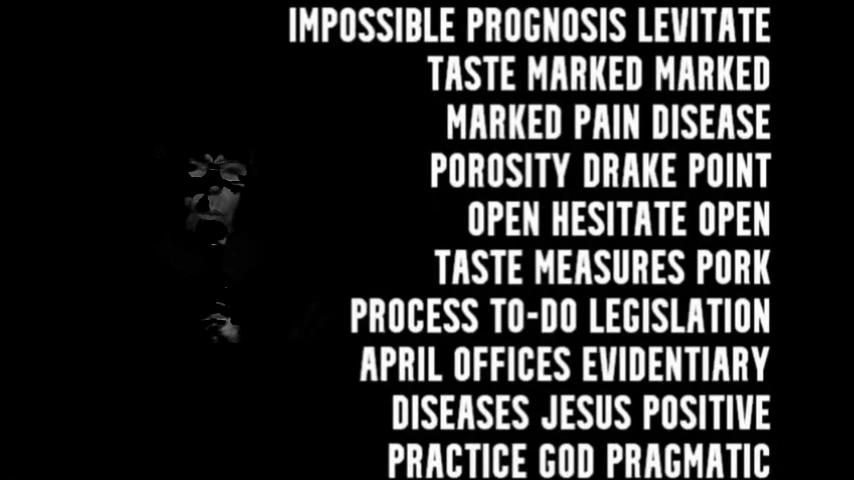 IMPOSSIBLE PROGNOSIS LEVITATE
TASTE MARKED MARKED
MARKED PAIN DISEASE
POROSITY DRAKE POINT
OPEN HESITATE OPEN
TASTE MEASURES PORK
PROCESS TO-DO LEGISLATION
APRIL OFFICES EVIDENTIARY
DISEASES JESUS POSITIVE
PRACTICE GOD PRAGMATIC